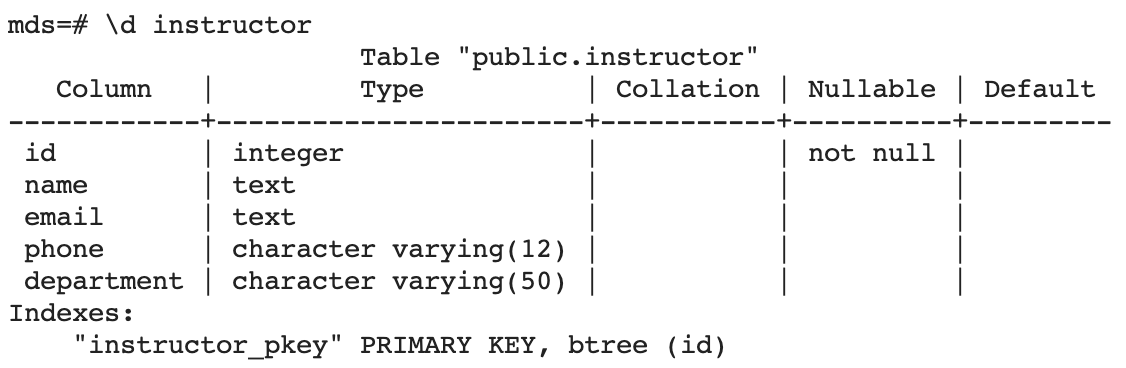 mds=# \d instructor
                      Table "public.instructor"
   Column   |         Type          | Collation | Nullable | Default
------------+-----------------------+-----------+----------+---------
 id         | integer               |           | not null |
 name       | text                  |           |          |
 email      | text                  |           |          |
 phone      | character varying(12) |           |          |
 department | character varying(50) |           |          |
Indexes:
    "instructor_pkey" PRIMARY KEY, btree (id)